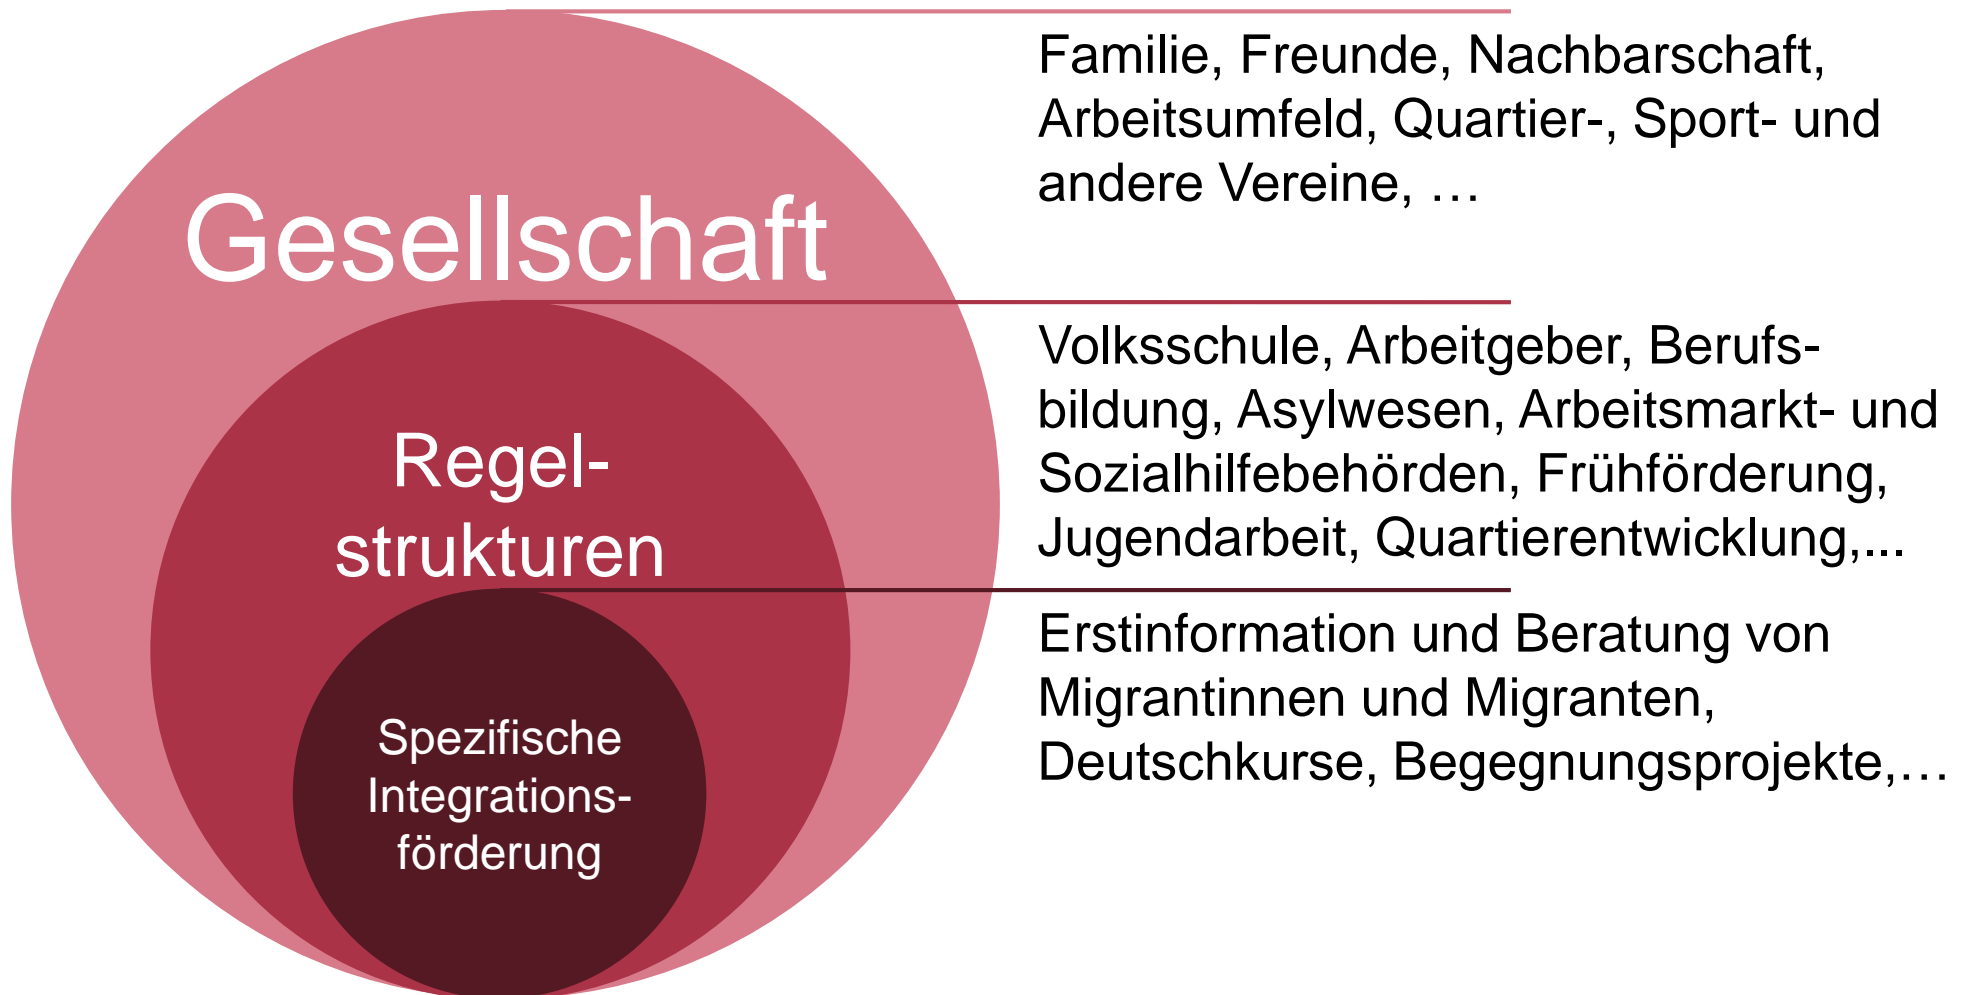 Gesellschaft
Familie, Freunde, Nachbarschaft,
Arbeitsumfeld, Quartier-, Sport- und
andere Vereine, …
Regel-
strukturen
Volksschule, Arbeitgeber, Berufs-
bildung, Asylwesen, Arbeitsmarkt- und
Sozialhilfebehörden, Frühförderung,
Jugendarbeit, Quartierentwicklung,...
Spezifische
Integrations-
förderung
Erstinformation und Beratung von
Migrantinnen und Migranten,
Deutschkurse, Begegnungsprojekte,…